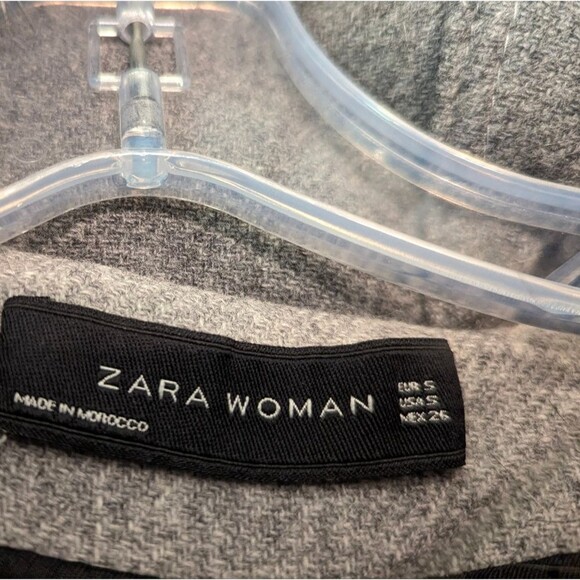 ZARA WOMAN
MADE IN MOROCCO
EUR S
USA S
MEX 26